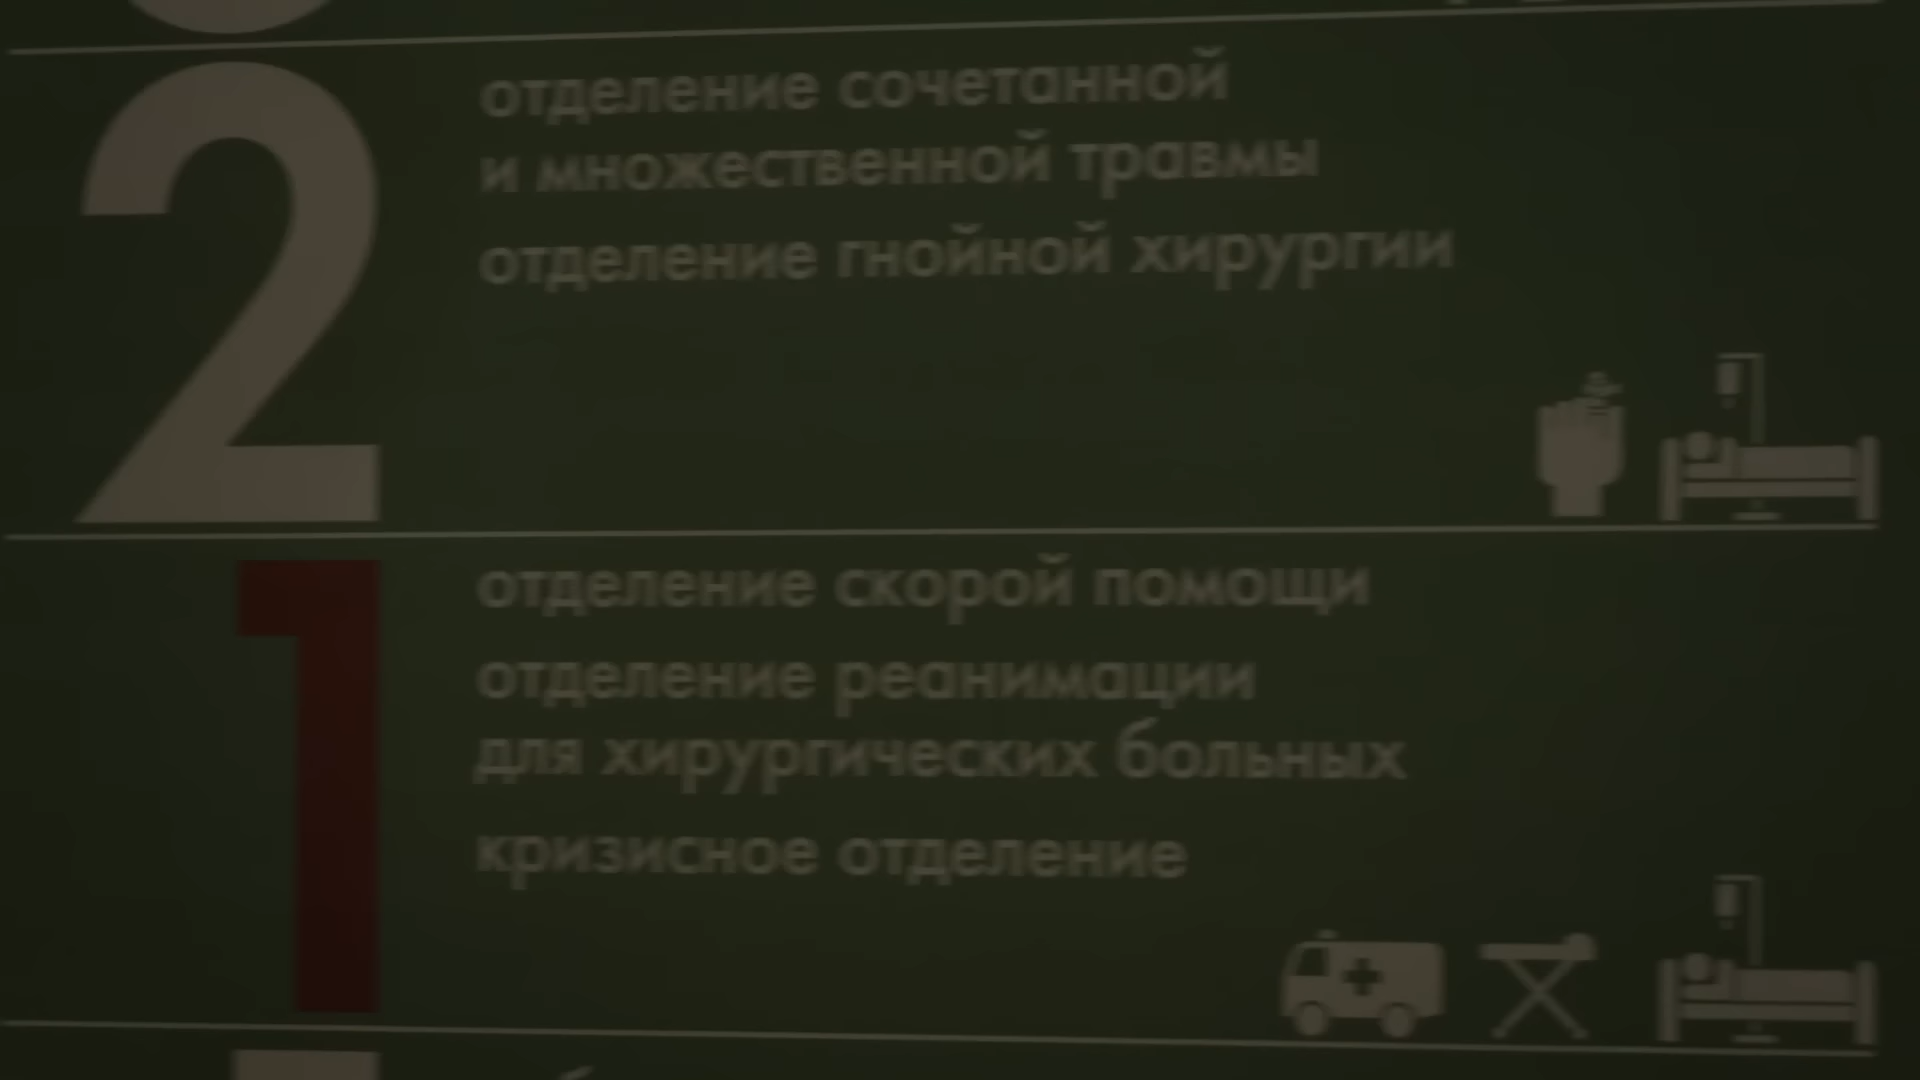 2
отделение сочетанной
и множественной травмы
отделение гнойной хирургии
1
отделение скорой помощи
отделение реанимации
для хирургических больных
кризисное отделение